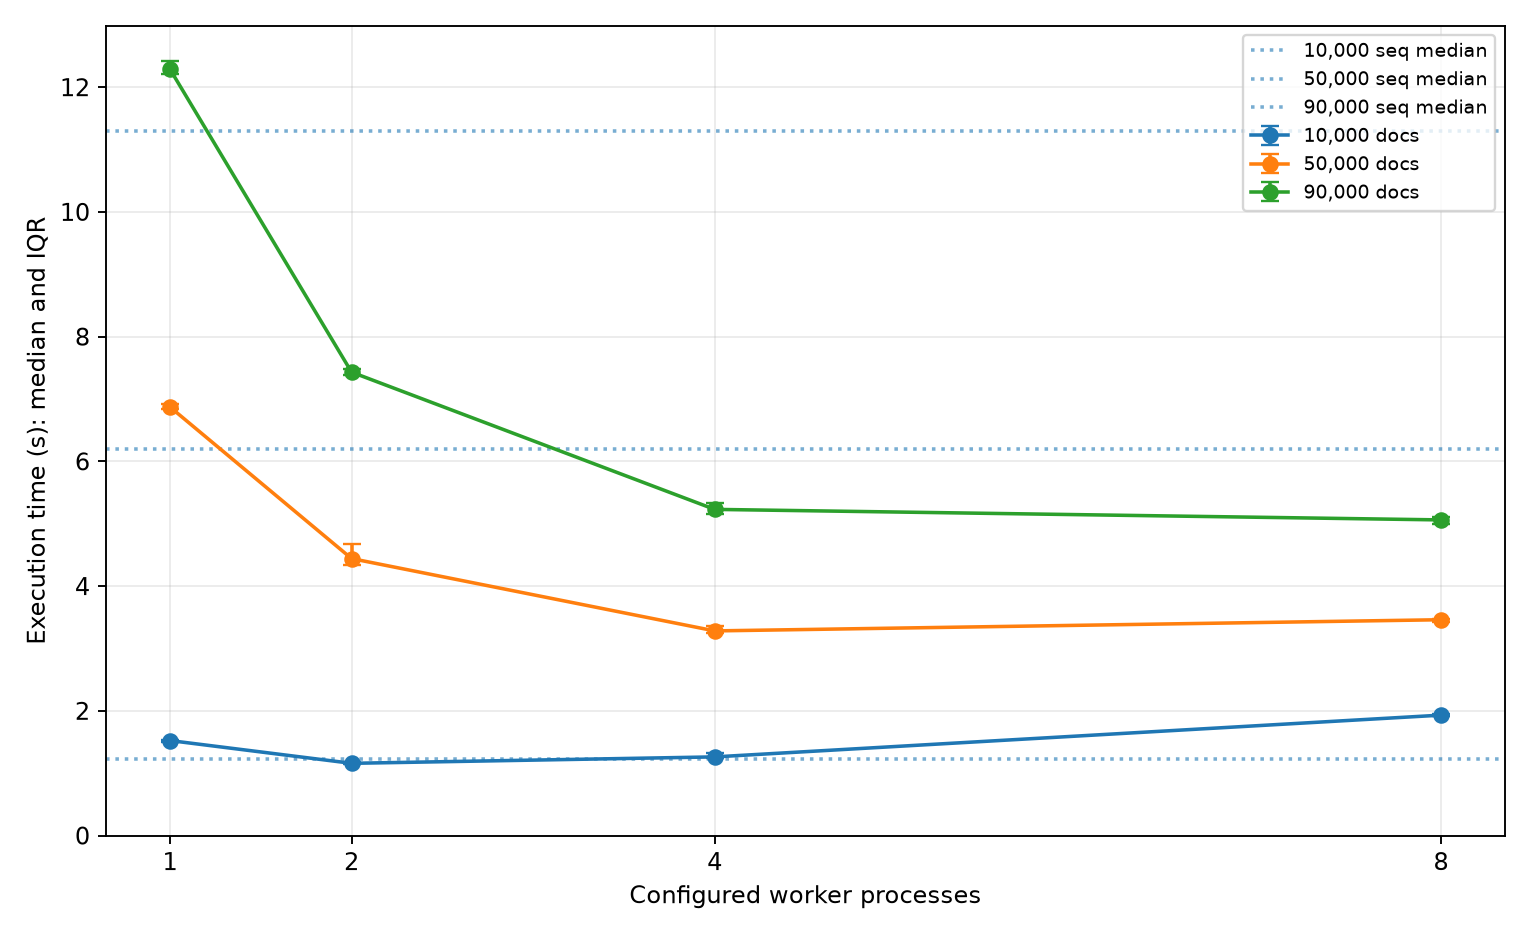 Execution time (s): median and IQR
12
10
8
6
4
2
0
10,000 seq median
50,000 seq median
90,000 seq median
10,000 docs
50,000 docs
90,000 docs
1 2 4 8
Configured worker processes